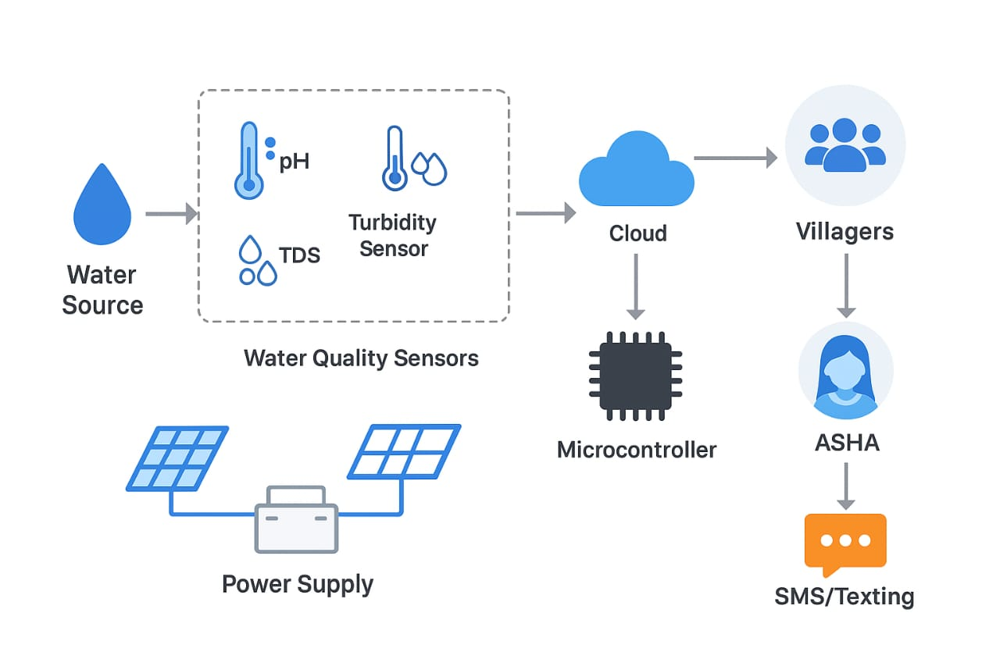 Water
Source
pH
TDS
Turbidity
Sensor
Water Quality Sensors
Power Supply
Cloud
Microcontroller
Villagers
ASHA
SMS/Texting